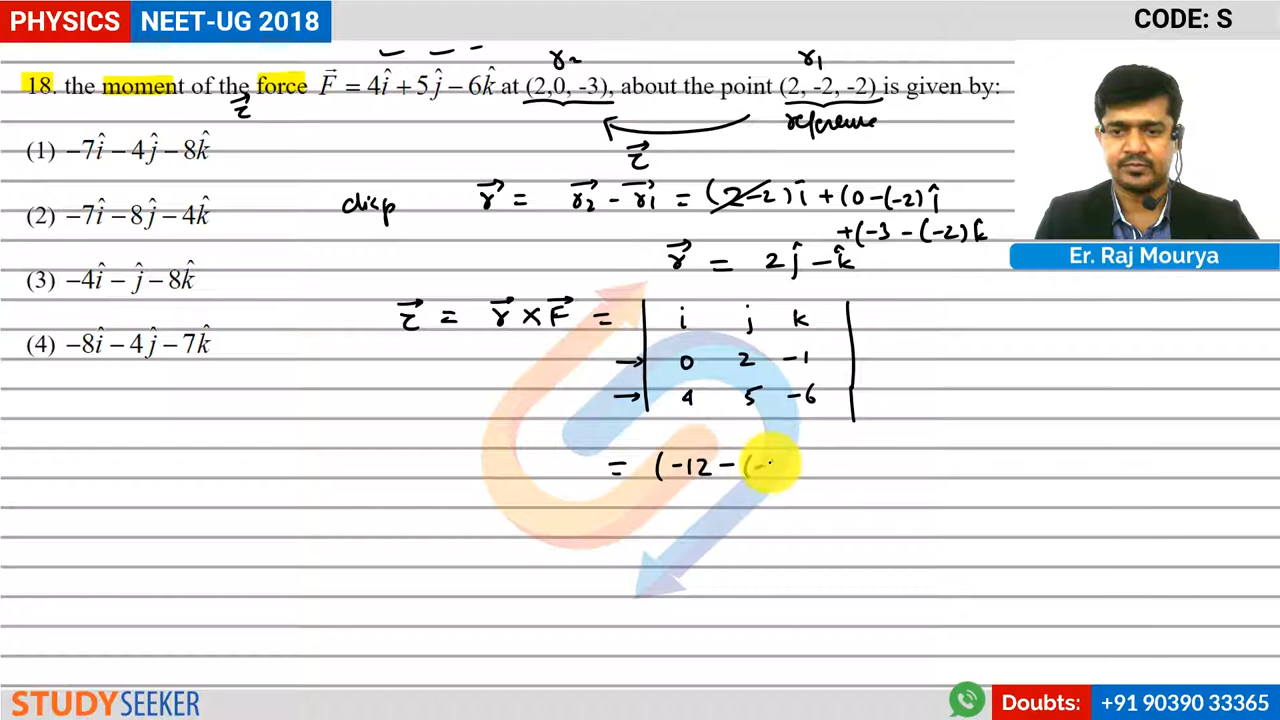 PHYSICS NEET-UG 2018 CODE: S
r₂ r₁
18. the moment of the force F⃗ = 4î + 5ĵ − 6k̂ at (2,0, -3), about the point (2, -2, -2) is given by:
τ⃗ reference
τ⃗
(1) −7î − 4ĵ − 8k̂
disp r⃗ = r⃗₂ − r⃗₁ = (2−2)î + (0−(−2)ĵ
(2) −7î − 8ĵ − 4k̂
+(−3 − (−2)k̂
r⃗ = 2ĵ − k̂
Er. Raj Mourya
(3) −4î − ĵ − 8k̂
τ⃗ = r⃗ × F⃗ = | i j k |
(4) −8î − 4ĵ − 7k̂
→ | 0 2 −1 |
→ | 4 5 −6 |
= (−12 − (−
STUDY SEEKER
Doubts: +91 90390 33365